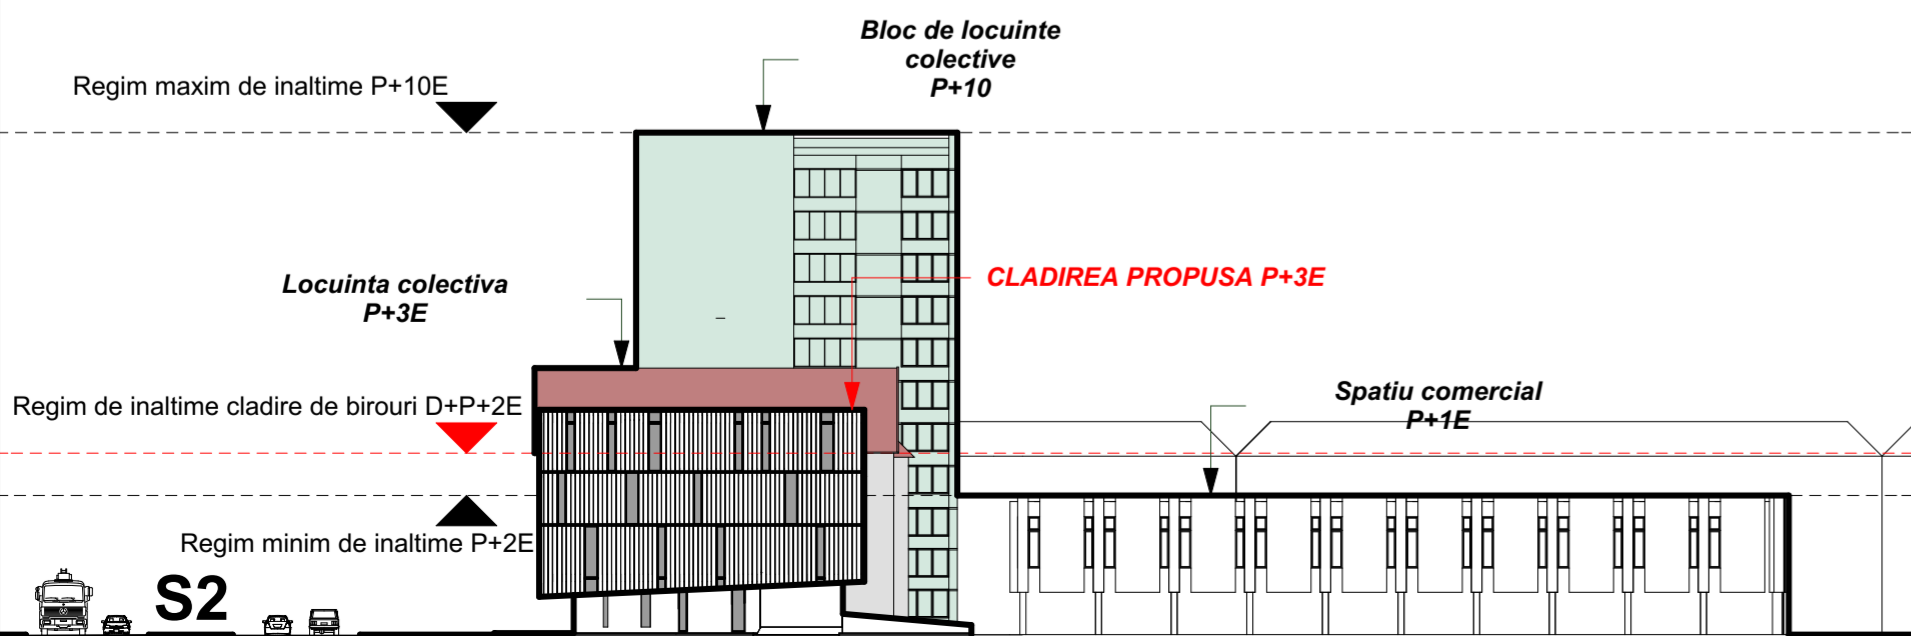 Bloc de locuinte
colective
P+10
Regim maxim de inaltime P+10E
Locuinta colectiva
P+3E
CLADIREA PROPUSA P+3E
Regim de inaltime cladire de birouri D+P+2E
Spatiu comercial
P+1E
Regim minim de inaltime P+2E
S2